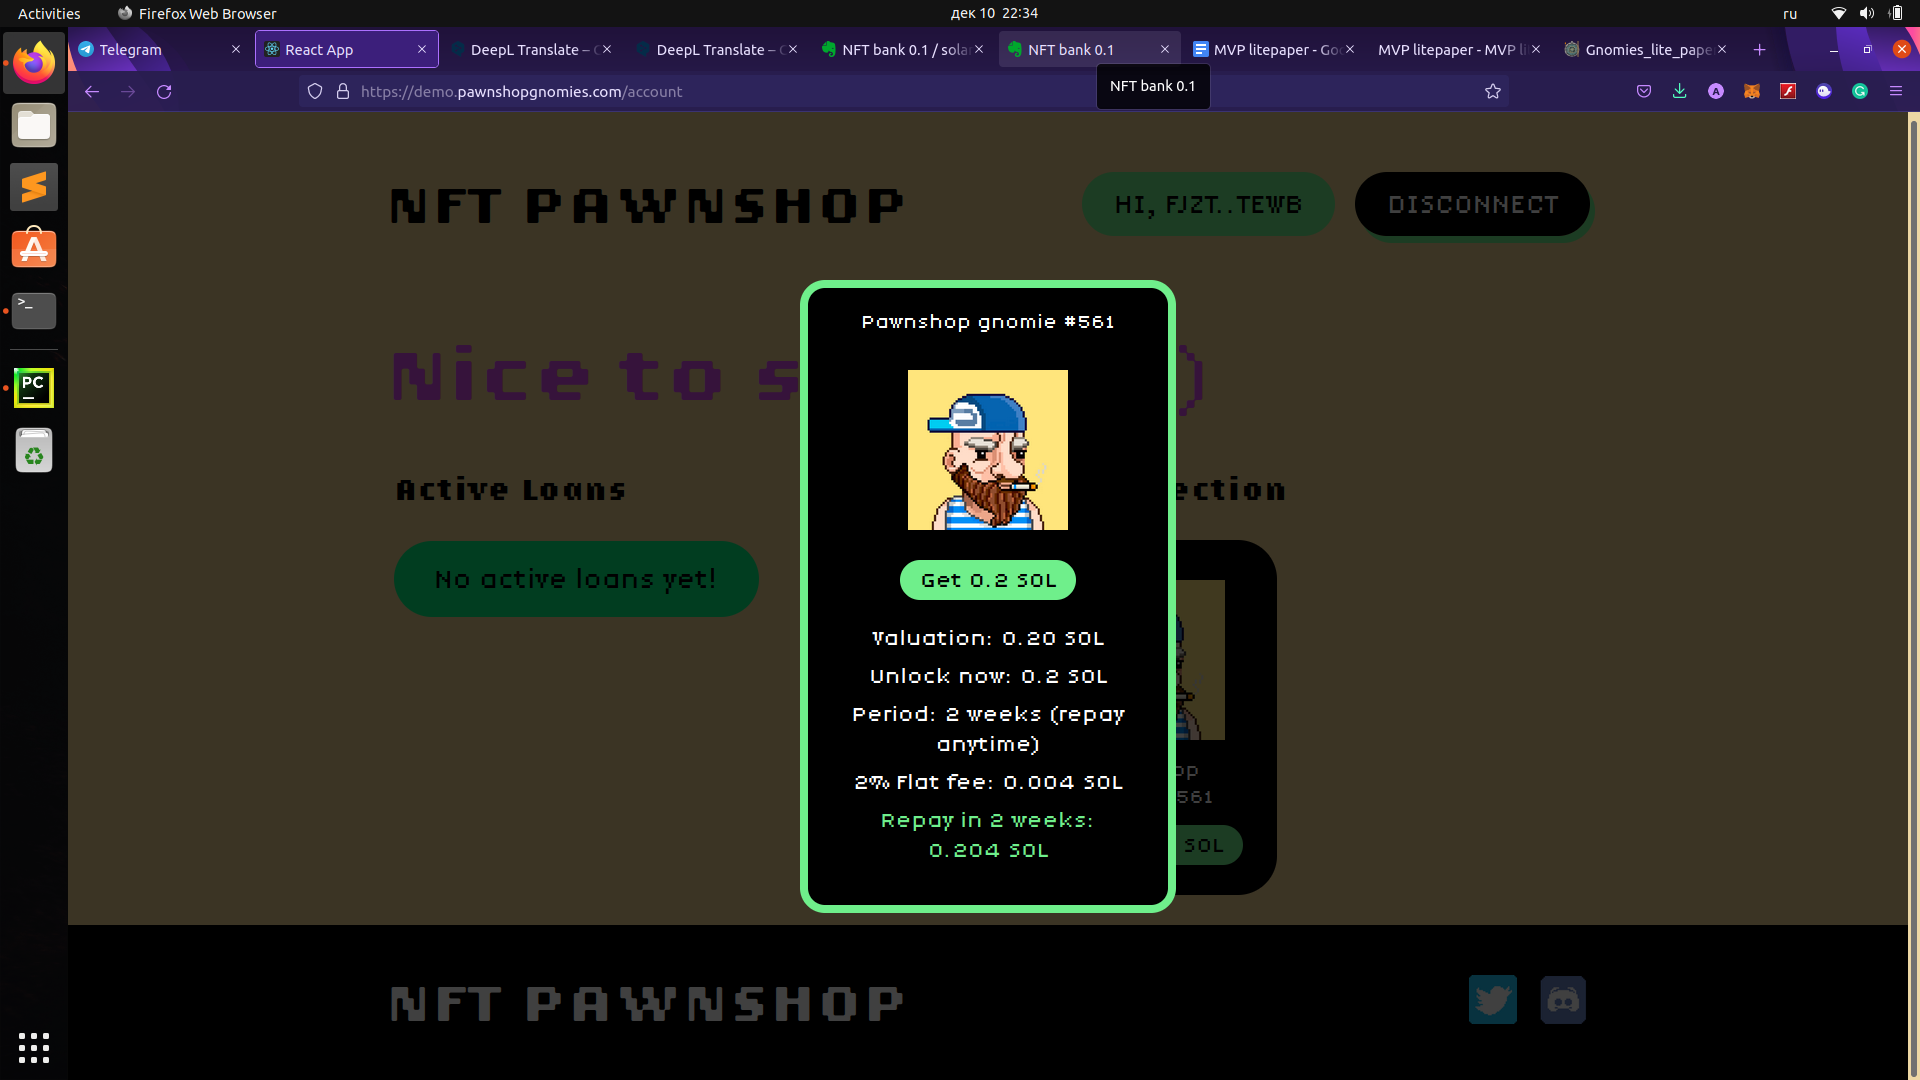 Activities
Firefox Web Browser
дек 10 22:34
ru
Telegram
React App
DeepL Translate –
DeepL Translate –
NFT bank 0.1 / sola
NFT bank 0.1
MVP litepaper - Goo
MVP litepaper - MVP li
Gnomies_lite_pape
https://demo.pawnshopgnomies.com/account
NFT bank 0.1
NFT PAWNSHOP
HI, FJZT..TEWB
DISCONNECT
Pawnshop gnomie #561
Nice to s
)
Active Loans
ection
No active loans yet!
Get 0.2 SOL
Valuation: 0.20 SOL
Unlock now: 0.2 SOL
Period: 2 weeks (repay
anytime)
2% Flat fee: 0.004 SOL
Repay in 2 weeks:
0.204 SOL
op
561
SOL
PC
NFT PAWNSHOP